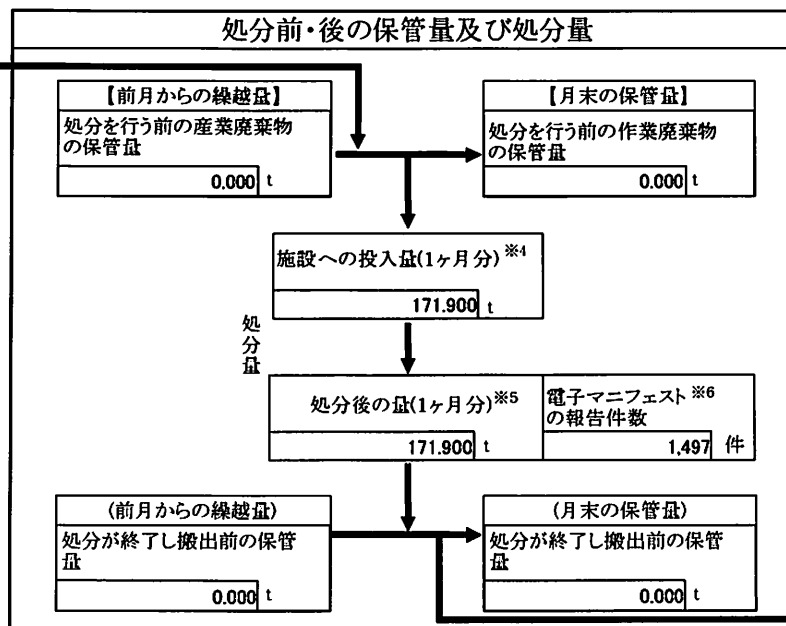 処分前・後の保管量及び処分量
【前月からの繰越量】
処分を行う前の産業廃棄物
の保管量
0.000 t
【月末の保管量】
処分を行う前の作業廃棄物
の保管量
0.000 t
施設への投入量(1ヶ月分)※4
171.900 t
処分量
処分後の量(1ヶ月分)※5
171.900 t
電子マニフェスト※6
の報告件数
1,497 件
(前月からの繰越量)
処分が終了し搬出前の保管
量
0.000 t
(月末の保管量)
処分が終了し搬出前の保管
量
0.000 t